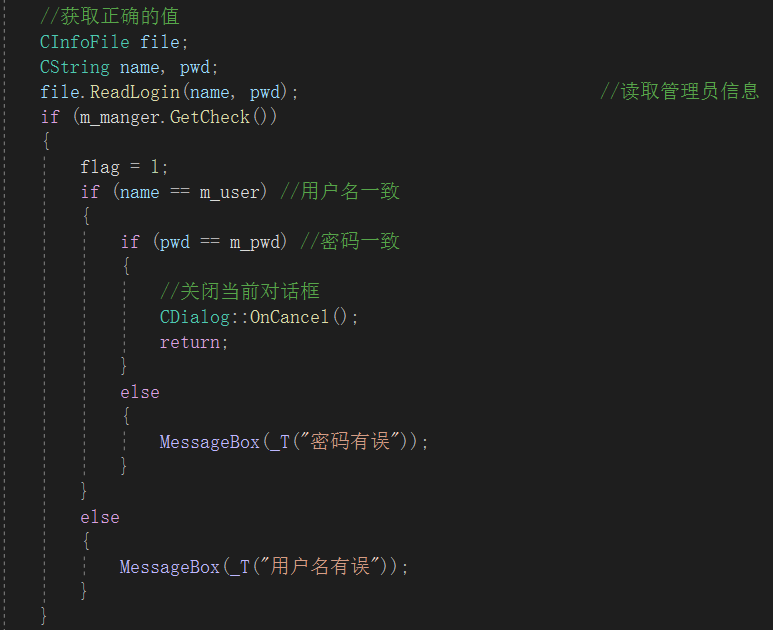 //获取正确的值
CInfoFile file;
CString name, pwd;
file.ReadLogin(name, pwd); //读取管理员信息
if (m_manger.GetCheck())
{
flag = 1;
if (name == m_user) //用户名一致
{
if (pwd == m_pwd) //密码一致
{
//关闭当前对话框
CDialog::OnCancel();
return;
}
else
{
MessageBox(_T("密码有误"));
}
}
else
{
MessageBox(_T("用户名有误"));
}
}